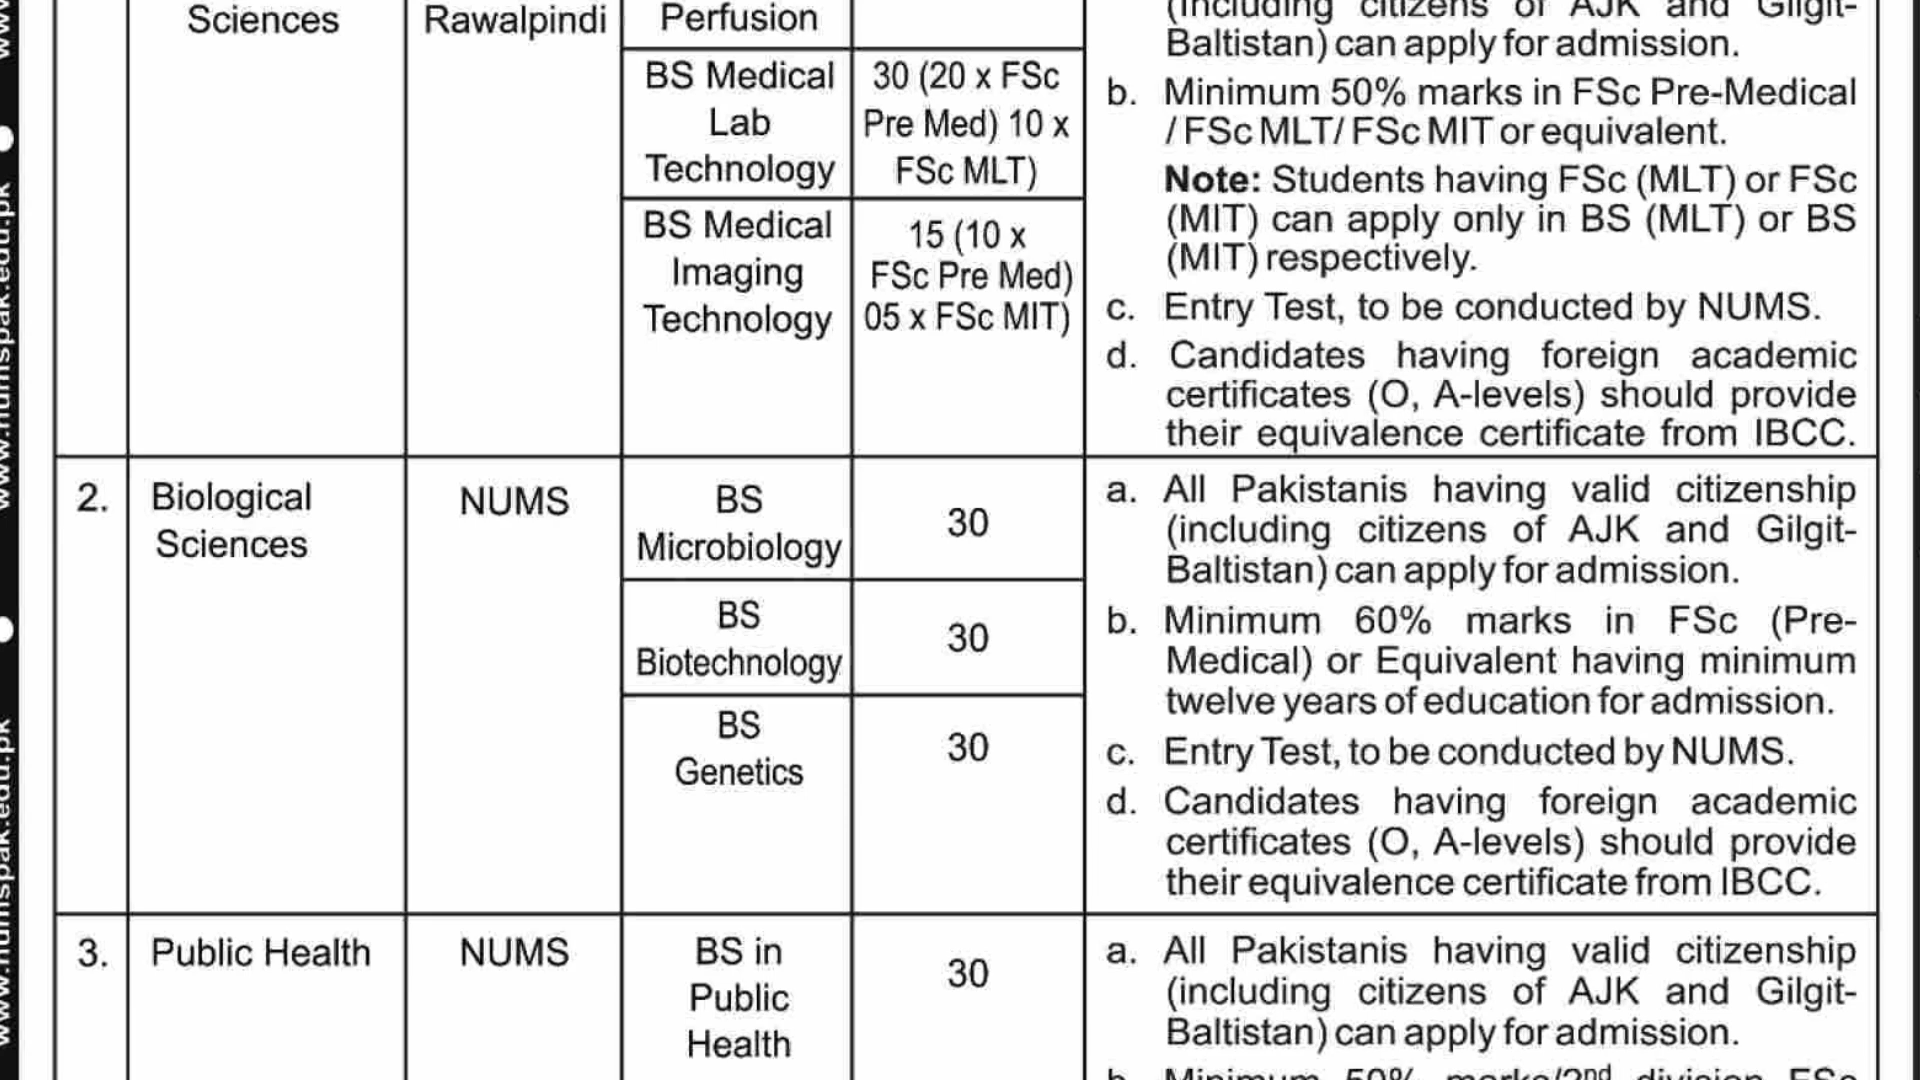 Sciences
Rawalpindi
Perfusion
(including citizens of AJK and Gilgit-
Baltistan) can apply for admission.
BS Medical
Lab
Technology
30 (20 x FSc
Pre Med) 10 x
FSc MLT)
b. Minimum 50% marks in FSc Pre-Medical
/ FSc MLT/ FSc MIT or equivalent.
Note: Students having FSc (MLT) or FSc
(MIT) can apply only in BS (MLT) or BS
(MIT) respectively.
BS Medical
Imaging
Technology
15 (10 x
FSc Pre Med)
05 x FSc MIT)
c. Entry Test, to be conducted by NUMS.
d. Candidates having foreign academic
certificates (O, A-levels) should provide
their equivalence certificate from IBCC.
2.
Biological
Sciences
NUMS
BS
Microbiology
30
BS
Biotechnology
30
BS
Genetics
30
a. All Pakistanis having valid citizenship
(including citizens of AJK and Gilgit-
Baltistan) can apply for admission.
b. Minimum 60% marks in FSc (Pre-
Medical) or Equivalent having minimum
twelve years of education for admission.
c. Entry Test, to be conducted by NUMS.
d. Candidates having foreign academic
certificates (O, A-levels) should provide
their equivalence certificate from IBCC.
3.
Public Health
NUMS
BS in
Public
Health
30
a. All Pakistanis having valid citizenship
(including citizens of AJK and Gilgit-
Baltistan) can apply for admission.
b. Minimum 50% marks/2nd division FSc
www.numspak.edu.pk
www.numspak.edu.pk